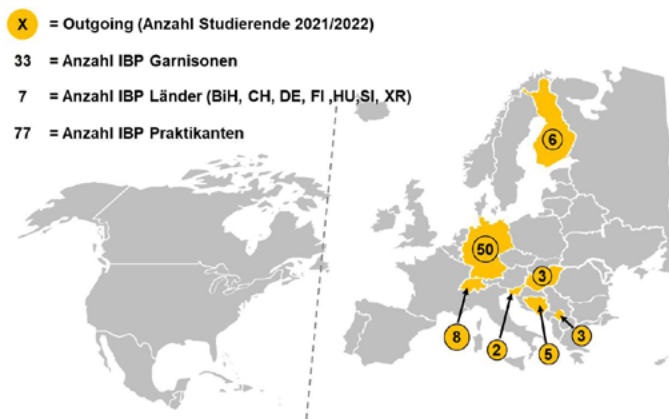 X = Outgoing (Anzahl Studierende 2021/2022)
33 = Anzahl IBP Garnisonen
7 = Anzahl IBP Länder (BiH, CH, DE, FI ,HU,SI, XR)
77 = Anzahl IBP Praktikanten
6
50
3
8
2
5
3